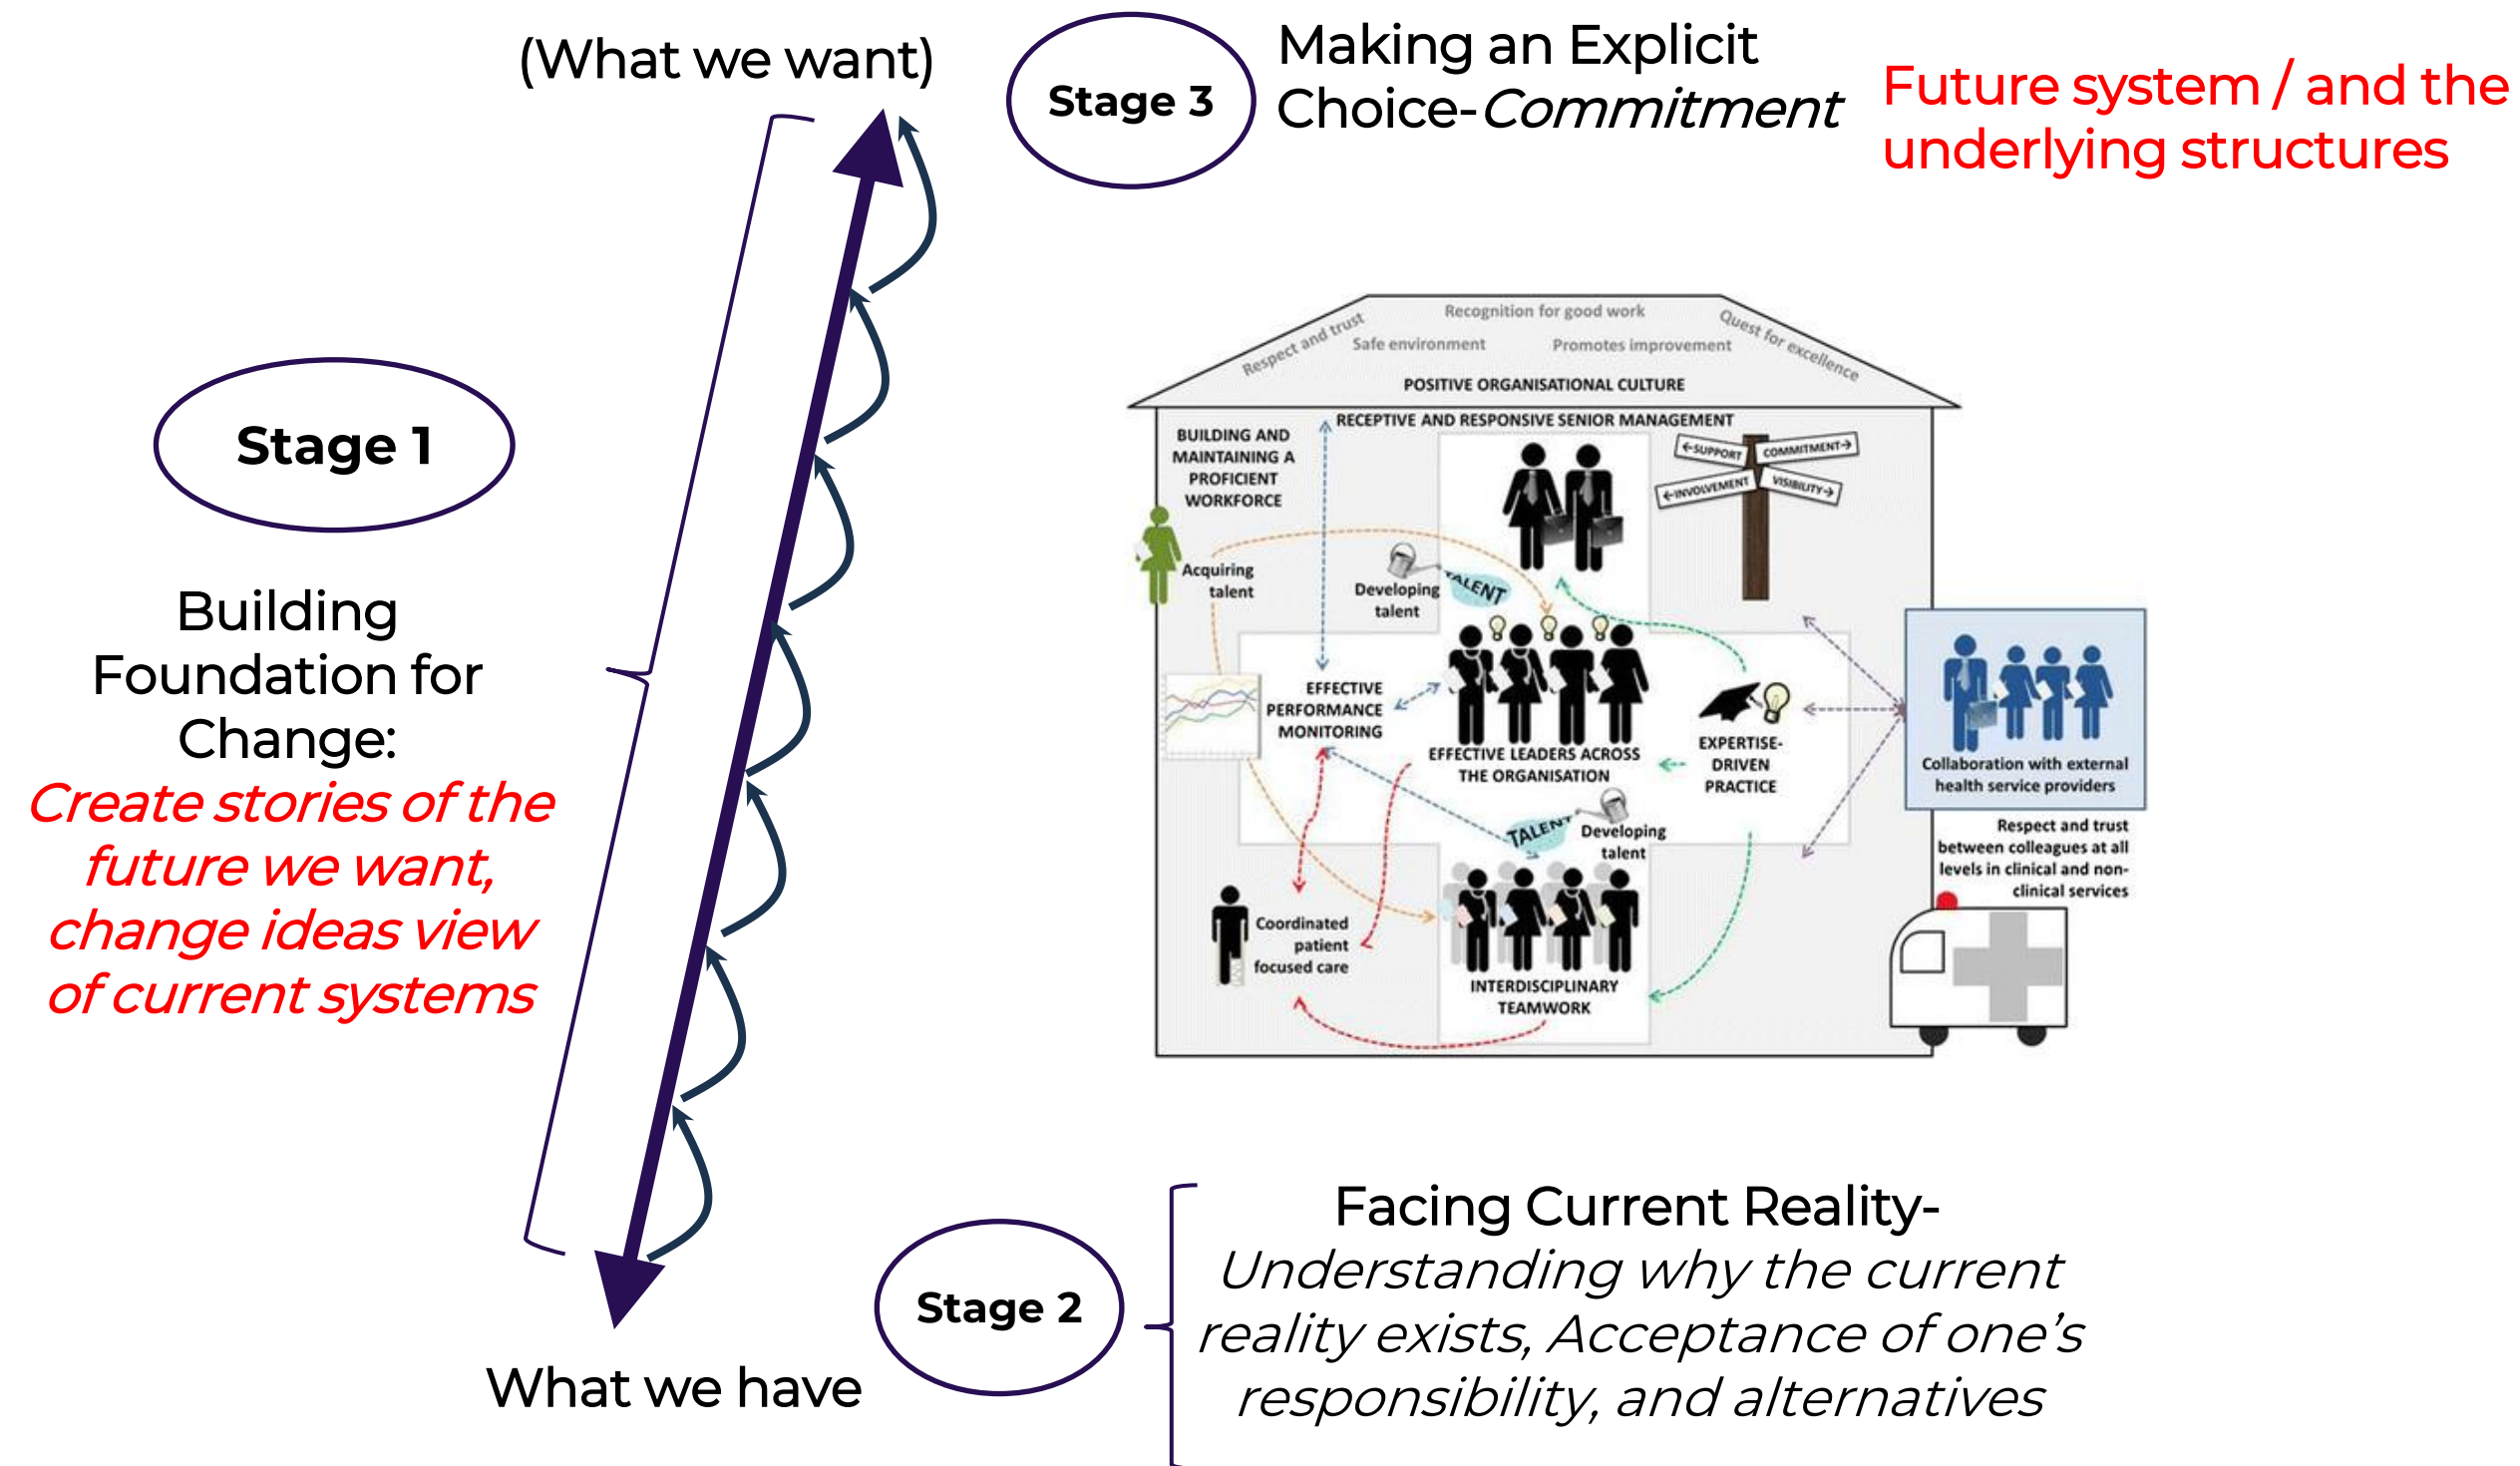 (What we want)
Stage 3
Making an Explicit
Choice-Commitment
Future system / and the
underlying structures
Stage 1
Building
Foundation for
Change:
Create stories of the
future we want,
change ideas view
of current systems
Respect and trust
Recognition for good work
Quest for excellence
Safe environment
Promotes improvement
POSITIVE ORGANISATIONAL CULTURE
RECEPTIVE AND RESPONSIVE SENIOR MANAGEMENT
BUILDING AND
MAINTAINING A
PROFICIENT
WORKFORCE
←SUPPORT
COMMITMENT→
←INVOLVEMENT
VISIBILITY→
Acquiring
talent
Developing
talent
TALENT
EFFECTIVE
PERFORMANCE
MONITORING
EFFECTIVE LEADERS ACROSS
THE ORGANISATION
EXPERTISE-
DRIVEN
PRACTICE
Collaboration with external
health service providers
Respect and trust
between colleagues at all
levels in clinical and non-
clinical services
TALENT
Developing
talent
Coordinated
patient
focused care
INTERDISCIPLINARY
TEAMWORK
What we have
Stage 2
Facing Current Reality-
Understanding why the current
reality exists, Acceptance of one’s
responsibility, and alternatives